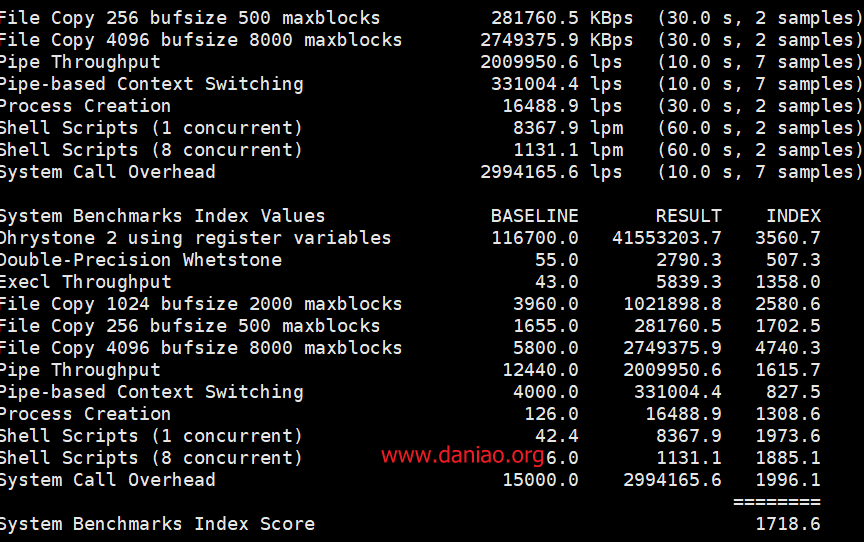 File Copy 256 bufsize 500 maxblocks 281760.5 KBps (30.0 s, 2 samples)
File Copy 4096 bufsize 8000 maxblocks 2749375.9 KBps (30.0 s, 2 samples)
Pipe Throughput 2009950.6 lps (10.0 s, 7 samples)
Pipe-based Context Switching 331004.4 lps (10.0 s, 7 samples)
Process Creation 16488.9 lps (30.0 s, 2 samples)
Shell Scripts (1 concurrent) 8367.9 lpm (60.0 s, 2 samples)
Shell Scripts (8 concurrent) 1131.1 lpm (60.0 s, 2 samples)
System Call Overhead 2994165.6 lps (10.0 s, 7 samples)
System Benchmarks Index Values BASELINE RESULT INDEX
Dhrystone 2 using register variables 116700.0 41553203.7 3560.7
Double-Precision Whetstone 55.0 2790.3 507.3
Execl Throughput 43.0 5839.3 1358.0
File Copy 1024 bufsize 2000 maxblocks 3960.0 1021898.8 2580.6
File Copy 256 bufsize 500 maxblocks 1655.0 281760.5 1702.5
File Copy 4096 bufsize 8000 maxblocks 5800.0 2749375.9 4740.3
Pipe Throughput 12440.0 2009950.6 1615.7
Pipe-based Context Switching 4000.0 331004.4 827.5
Process Creation 126.0 16488.9 1308.6
Shell Scripts (1 concurrent) 42.4 8367.9 1973.6
Shell Scripts (8 concurrent) www.daniao.org 6.0 1131.1 1885.1
System Call Overhead 15000.0 2994165.6 1996.1
========
System Benchmarks Index Score 1718.6